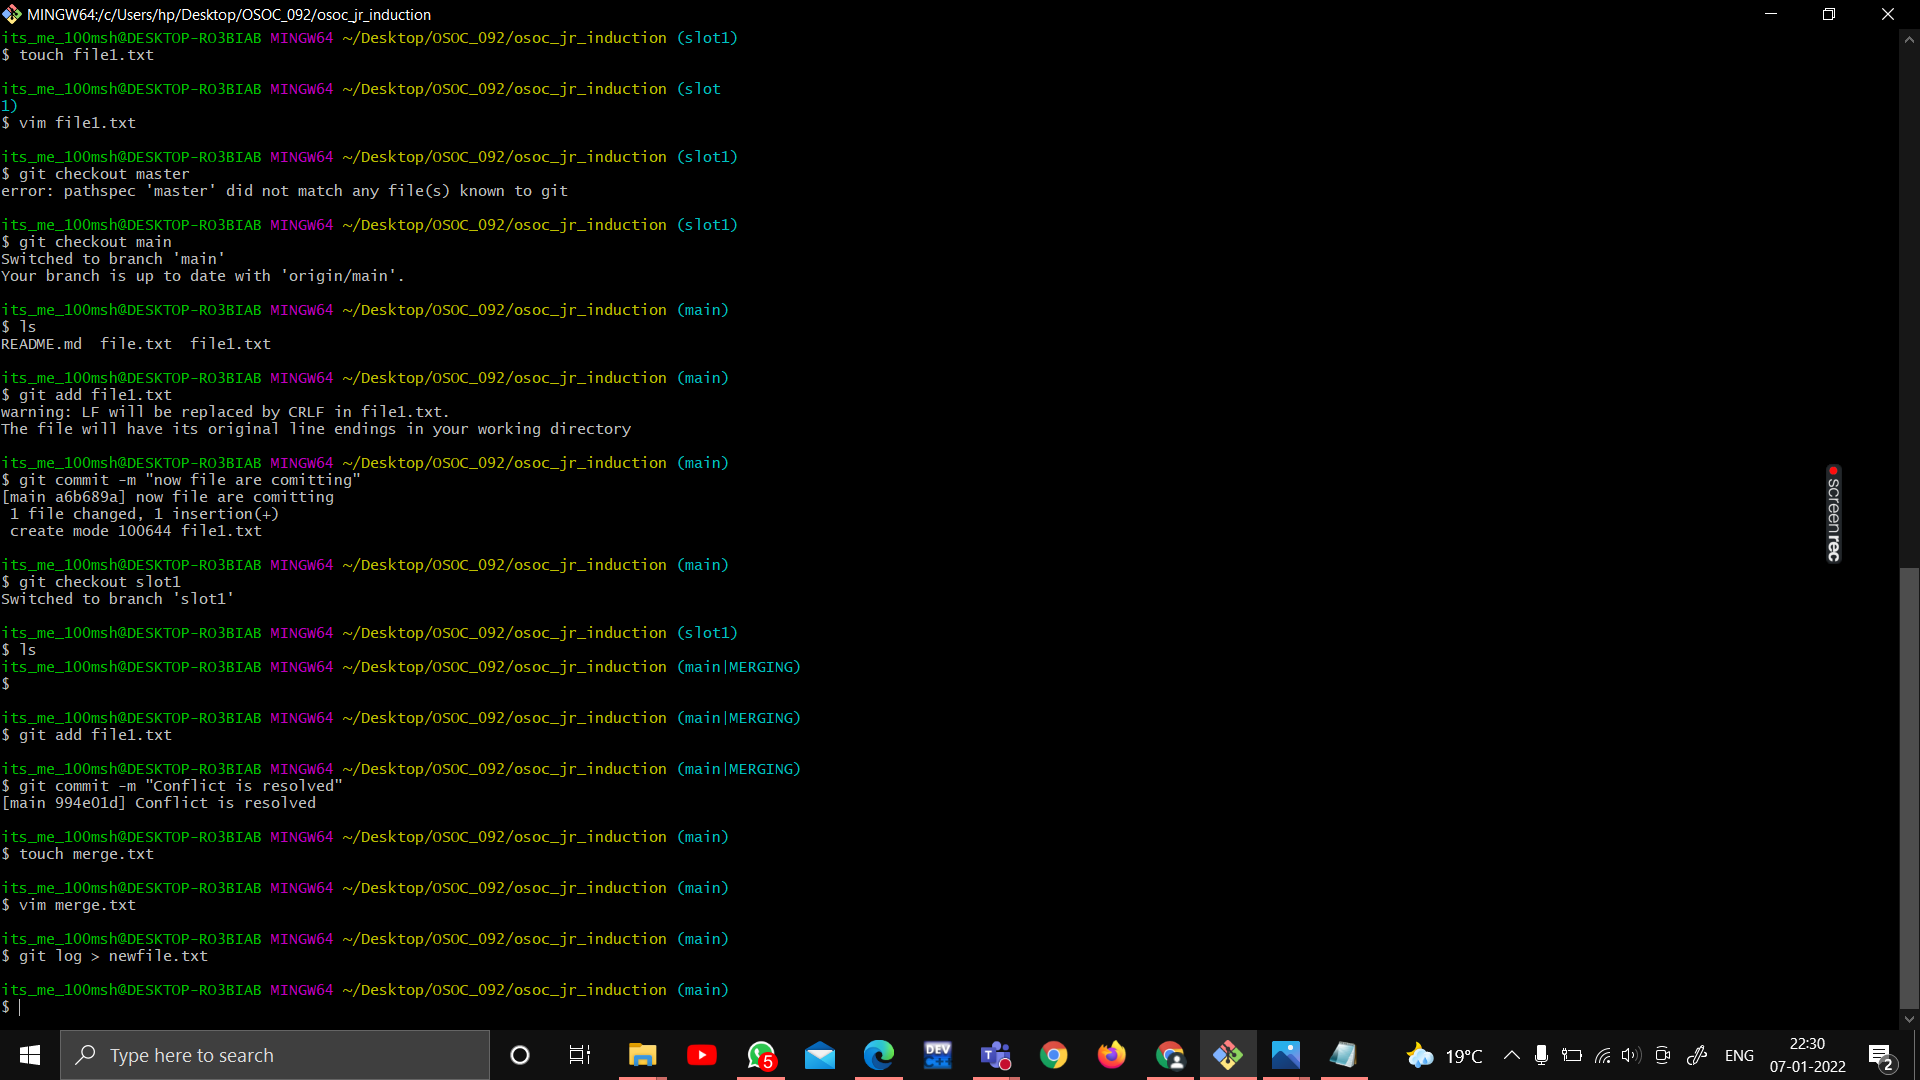 MINGW64:/c/Users/hp/Desktop/OSOC_092/osoc_jr_induction
its_me_100msh@DESKTOP-RO3BIAB MINGW64 ~/Desktop/OSOC_092/osoc_jr_induction (slot1)
$ touch file1.txt
its_me_100msh@DESKTOP-RO3BIAB MINGW64 ~/Desktop/OSOC_092/osoc_jr_induction (slot
1)
$ vim file1.txt
its_me_100msh@DESKTOP-RO3BIAB MINGW64 ~/Desktop/OSOC_092/osoc_jr_induction (slot1)
$ git checkout master
error: pathspec 'master' did not match any file(s) known to git
its_me_100msh@DESKTOP-RO3BIAB MINGW64 ~/Desktop/OSOC_092/osoc_jr_induction (slot1)
$ git checkout main
Switched to branch 'main'
Your branch is up to date with 'origin/main'.
its_me_100msh@DESKTOP-RO3BIAB MINGW64 ~/Desktop/OSOC_092/osoc_jr_induction (main)
$ ls
README.md  file.txt  file1.txt
its_me_100msh@DESKTOP-RO3BIAB MINGW64 ~/Desktop/OSOC_092/osoc_jr_induction (main)
$ git add file1.txt
warning: LF will be replaced by CRLF in file1.txt.
The file will have its original line endings in your working directory
its_me_100msh@DESKTOP-RO3BIAB MINGW64 ~/Desktop/OSOC_092/osoc_jr_induction (main)
$ git commit -m "now file are comitting"
[main a6b689a] now file are comitting
 1 file changed, 1 insertion(+)
 create mode 100644 file1.txt
its_me_100msh@DESKTOP-RO3BIAB MINGW64 ~/Desktop/OSOC_092/osoc_jr_induction (main)
$ git checkout slot1
Switched to branch 'slot1'
its_me_100msh@DESKTOP-RO3BIAB MINGW64 ~/Desktop/OSOC_092/osoc_jr_induction (slot1)
$ ls
its_me_100msh@DESKTOP-RO3BIAB MINGW64 ~/Desktop/OSOC_092/osoc_jr_induction (main|MERGING)
$
its_me_100msh@DESKTOP-RO3BIAB MINGW64 ~/Desktop/OSOC_092/osoc_jr_induction (main|MERGING)
$ git add file1.txt
its_me_100msh@DESKTOP-RO3BIAB MINGW64 ~/Desktop/OSOC_092/osoc_jr_induction (main|MERGING)
$ git commit -m "Conflict is resolved"
[main 994e01d] Conflict is resolved
its_me_100msh@DESKTOP-RO3BIAB MINGW64 ~/Desktop/OSOC_092/osoc_jr_induction (main)
$ touch merge.txt
its_me_100msh@DESKTOP-RO3BIAB MINGW64 ~/Desktop/OSOC_092/osoc_jr_induction (main)
$ vim merge.txt
its_me_100msh@DESKTOP-RO3BIAB MINGW64 ~/Desktop/OSOC_092/osoc_jr_induction (main)
$ git log > newfile.txt
its_me_100msh@DESKTOP-RO3BIAB MINGW64 ~/Desktop/OSOC_092/osoc_jr_induction (main)
$
screenrec
Type here to search
5
DEV
C++
19°C
ENG
22:30
07-01-2022
2